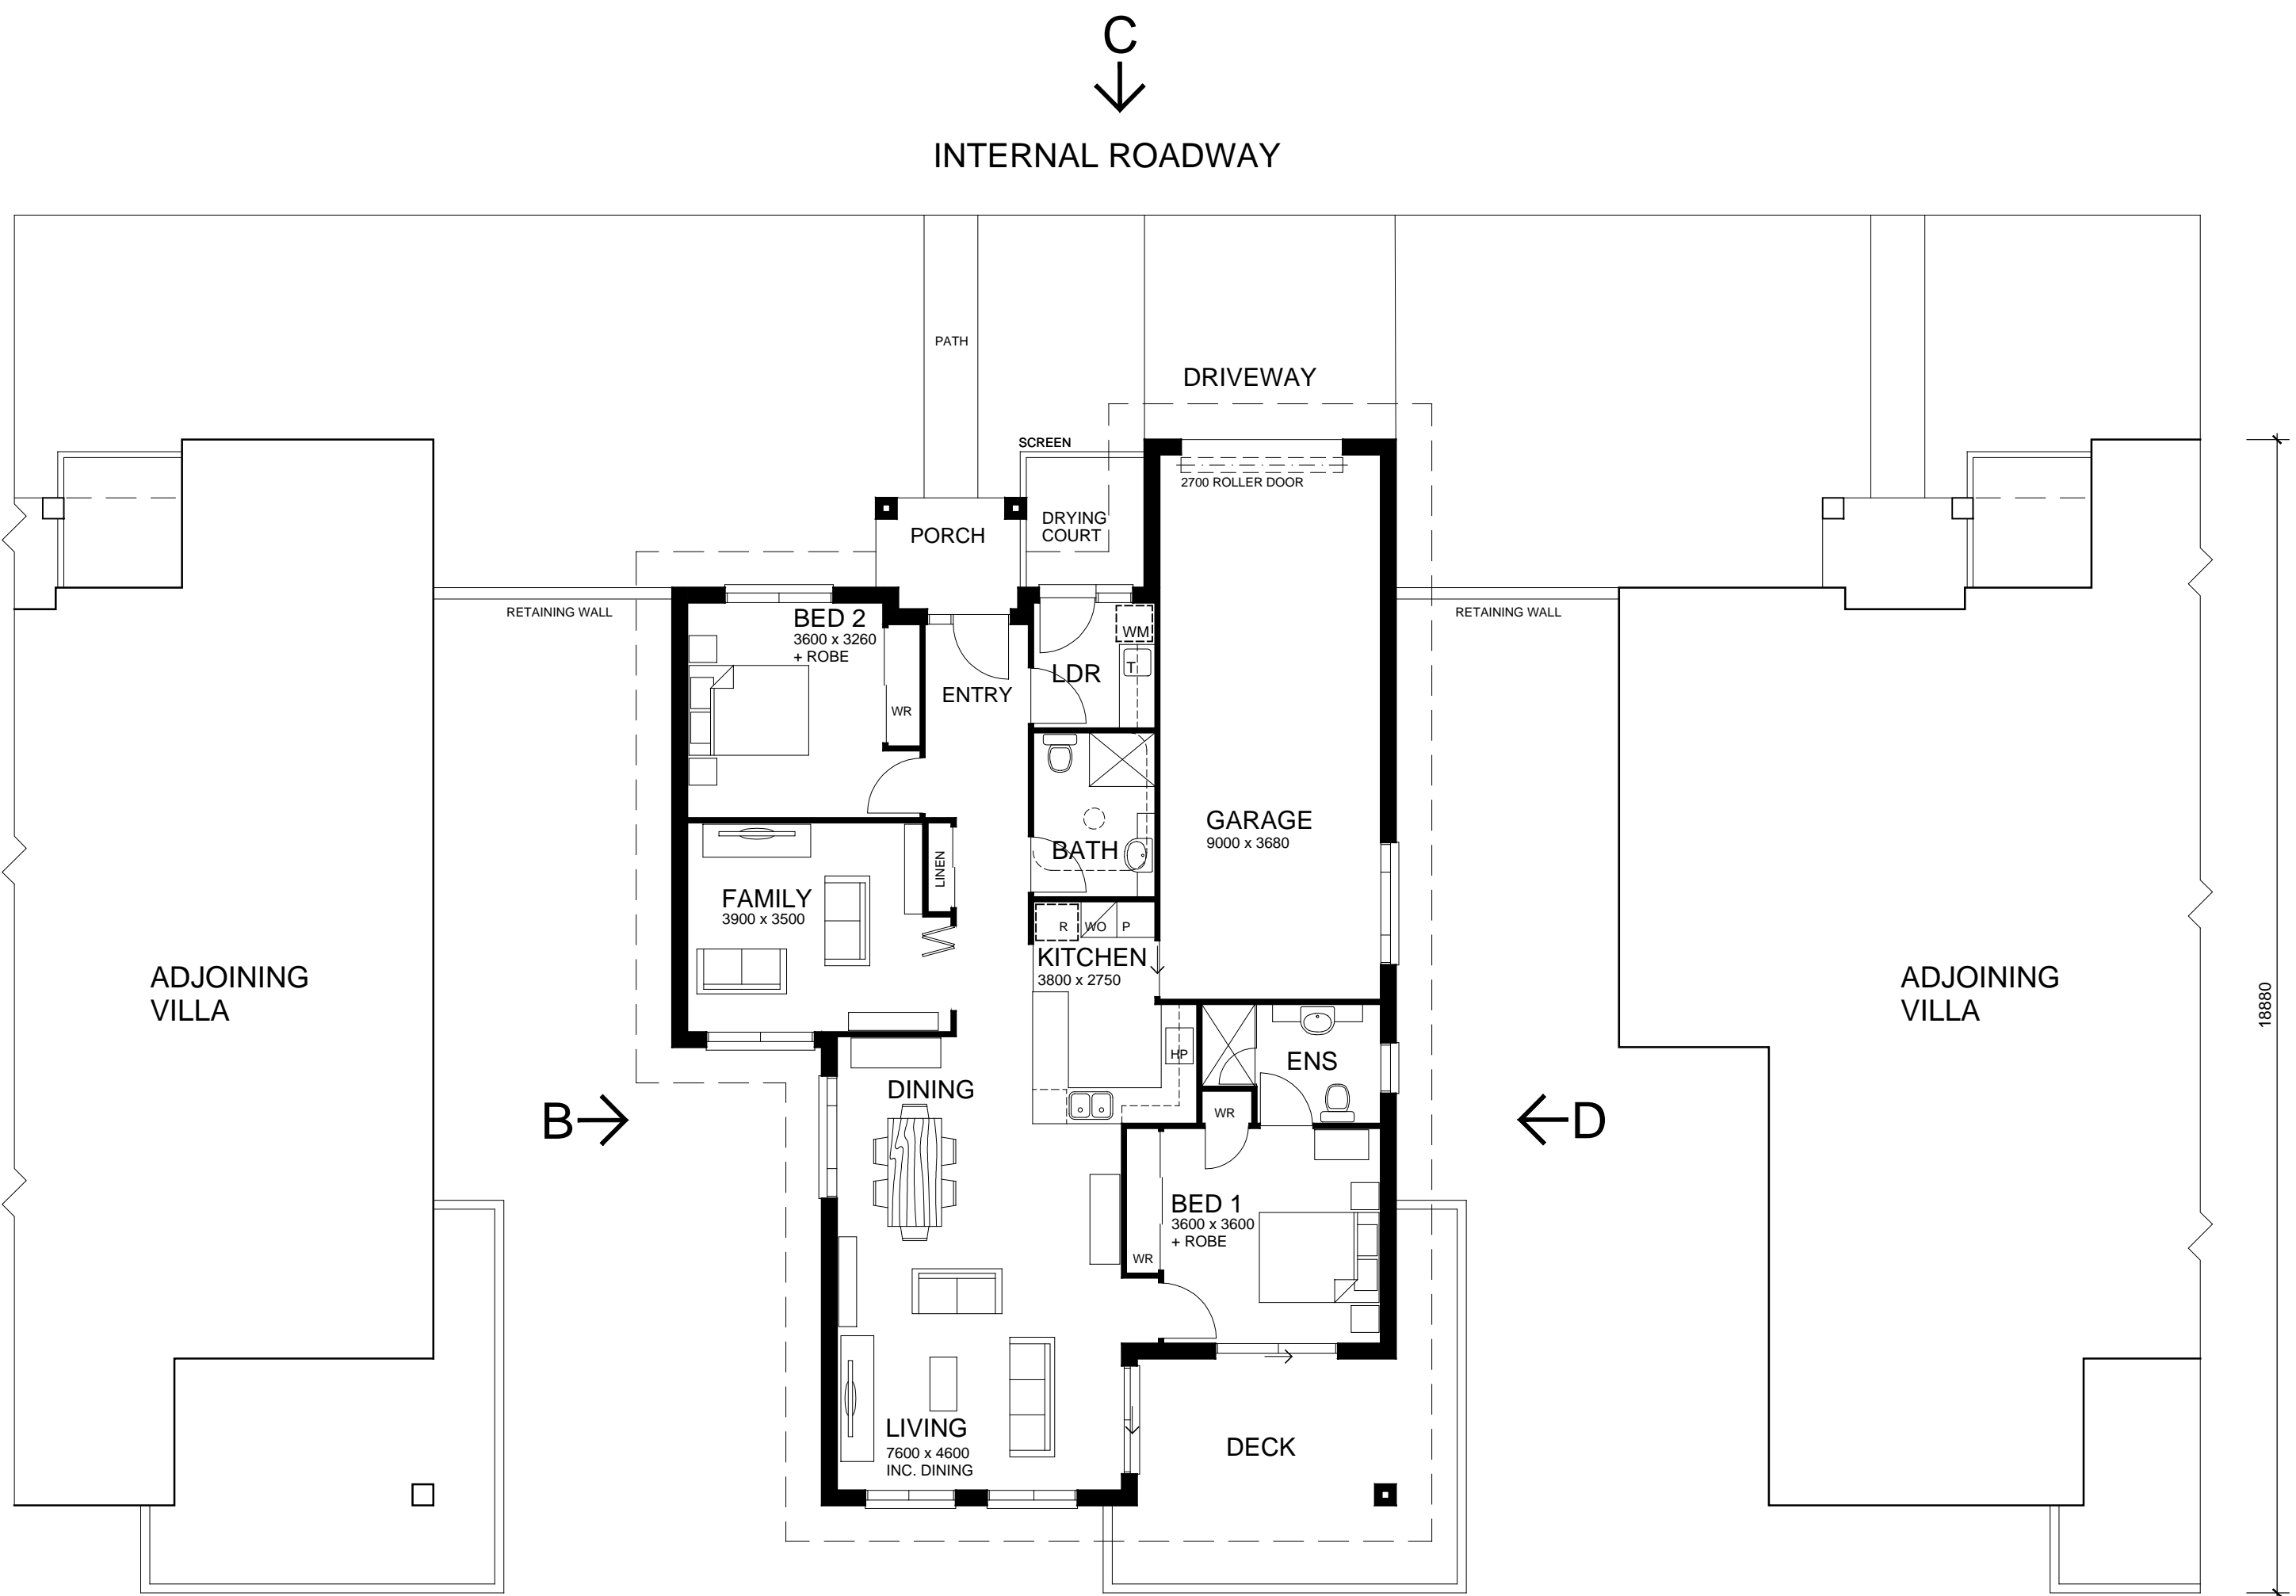 C
INTERNAL ROADWAY
PATH
DRIVEWAY
SCREEN
2700 ROLLER DOOR
DRYING
COURT
PORCH
RETAINING WALL
RETAINING WALL
BED 2
3600 x 3260
+ ROBE
WM
T
LDR
ENTRY
WR
GARAGE
9000 x 3680
BATH
LINEN
FAMILY
3900 x 3500
R
WO
P
KITCHEN
3800 x 2750
ADJOINING
VILLA
ADJOINING
VILLA
18880
HP
ENS
DINING
WR
B
D
BED 1
3600 x 3600
+ ROBE
WR
LIVING
7600 x 4600
INC. DINING
DECK